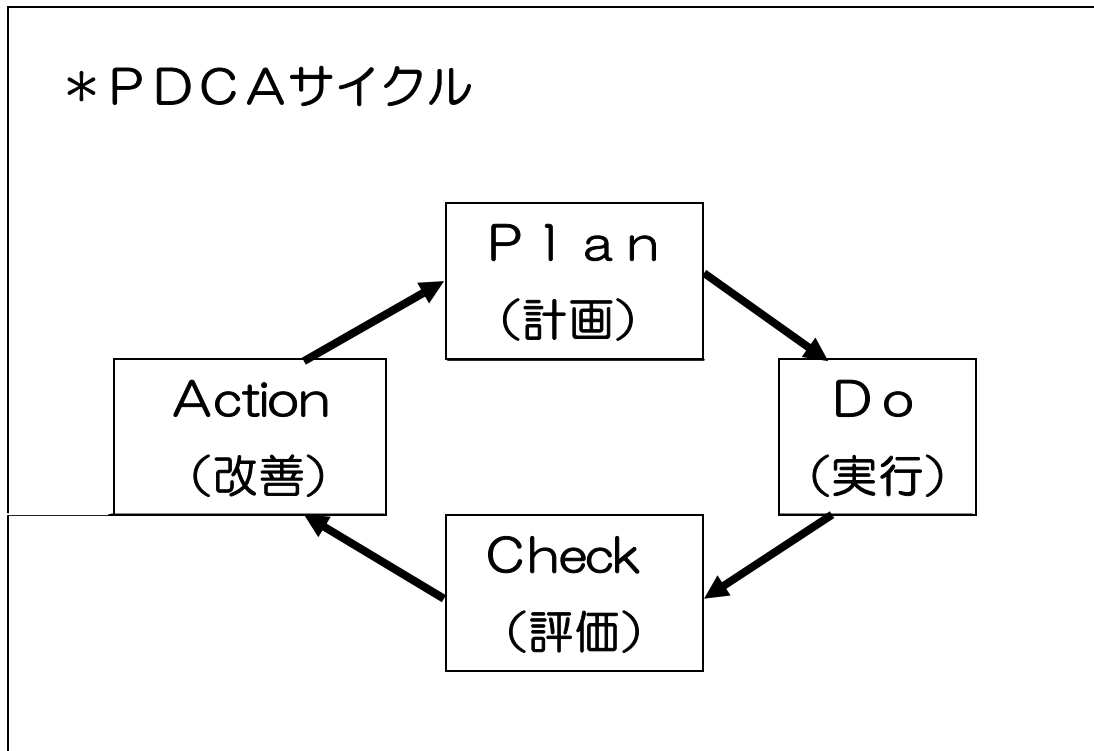 ＊ＰＤＣＡサイクル
Ｐｌａｎ
（計画）
Action
（改善）
Ｄｏ
（実行）
Check
（評価）